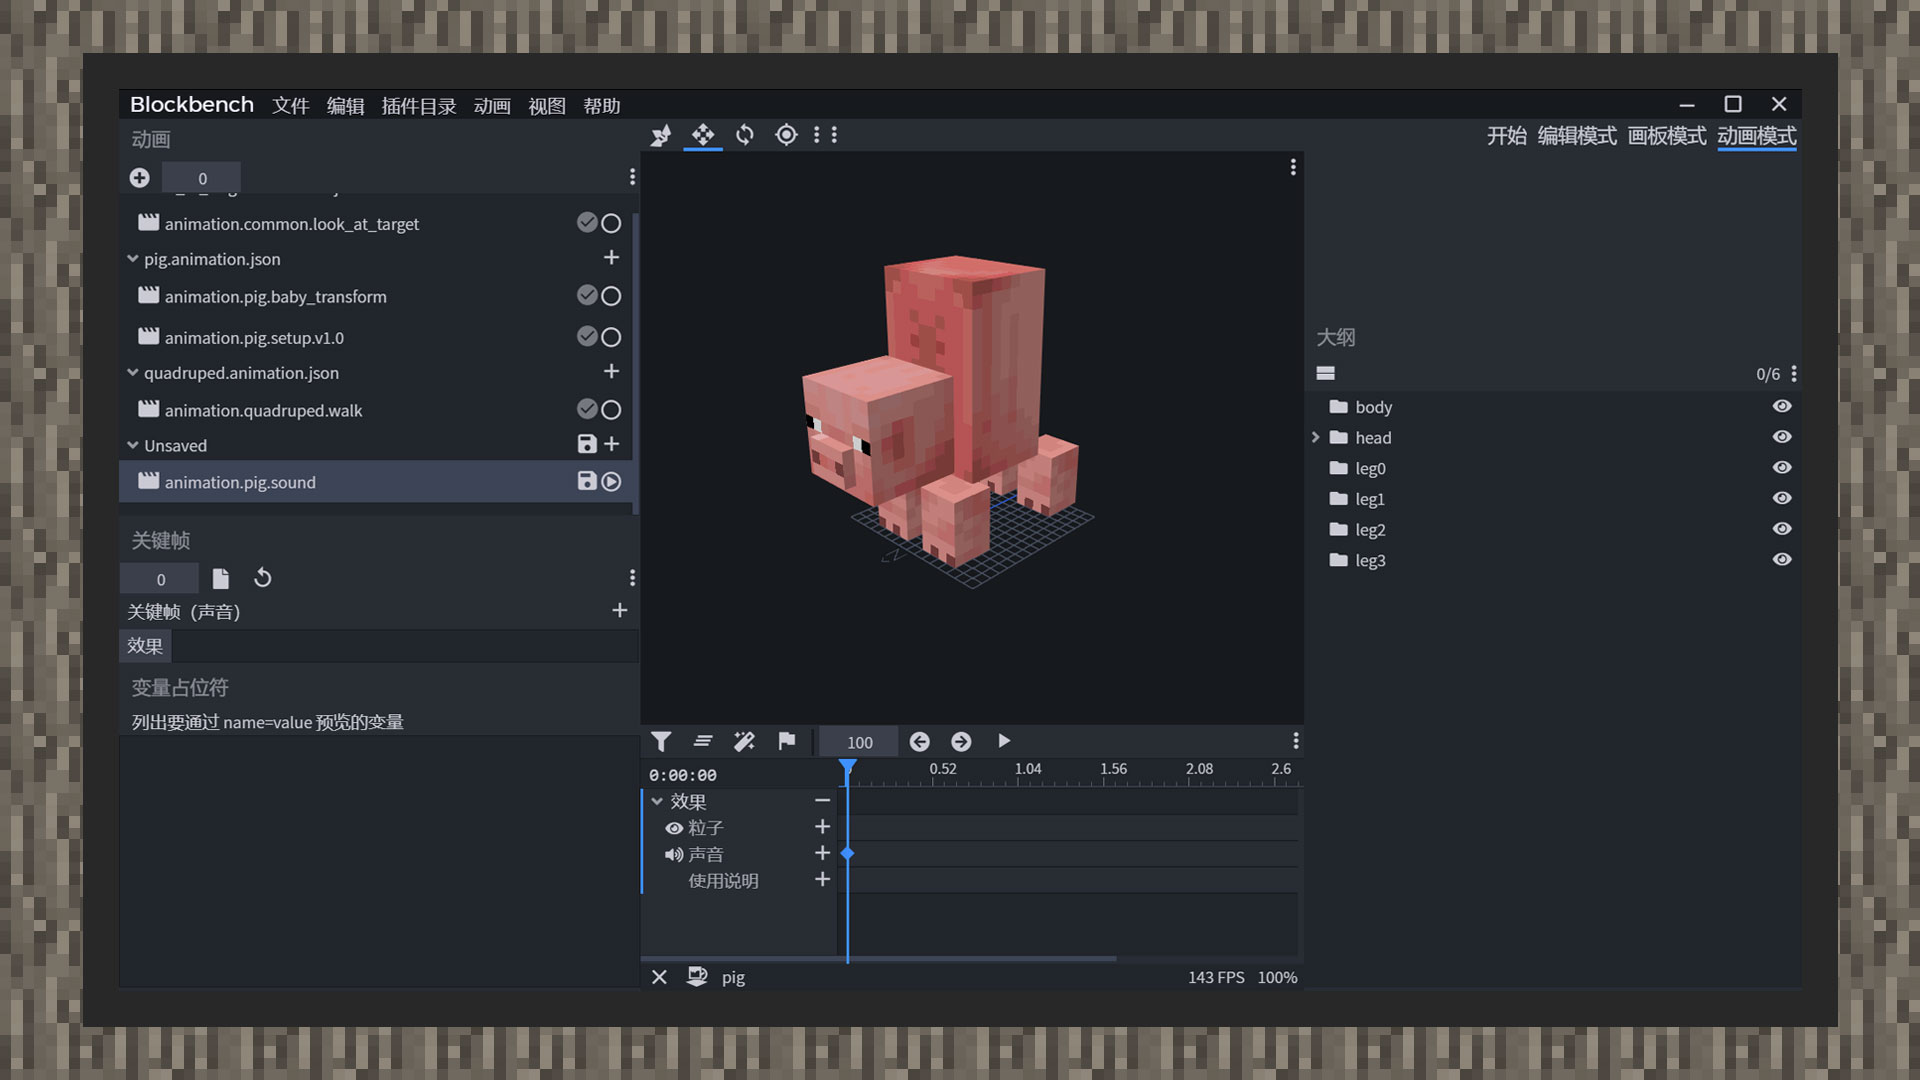 Blockbench 文件 编辑 插件目录 动画 视图 帮助
动画
开始 编辑模式 画板模式 动画模式
0
animation.common.look_at_target
pig.animation.json
animation.pig.baby_transform
animation.pig.setup.v1.0
quadruped.animation.json
animation.quadruped.walk
Unsaved
animation.pig.sound
关键帧
0
关键帧（声音）
效果
变量占位符
列出要通过 name=value 预览的变量
大纲
0/6
body
head
leg0
leg1
leg2
leg3
100
0:00:00
0.52 1.04 1.56 2.08 2.6
效果
粒子
声音
使用说明
pig
143 FPS 100%